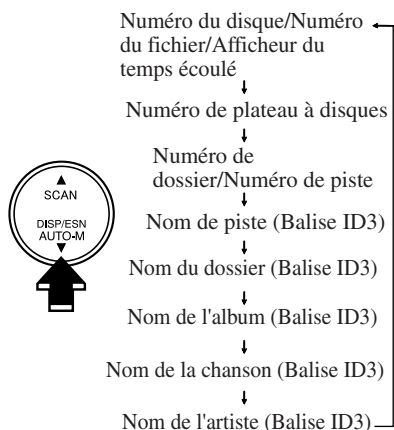 Numéro du disque/Numéro
du fichier/Afficheur du
temps écoulé
Numéro de plateau à disques
Numéro de
dossier/Numéro de piste
Nom de piste (Balise ID3)
Nom du dossier (Balise ID3)
Nom de l'album (Balise ID3)
Nom de la chanson (Balise ID3)
Nom de l'artiste (Balise ID3)
SCAN
DISP/ESN
AUTO-M